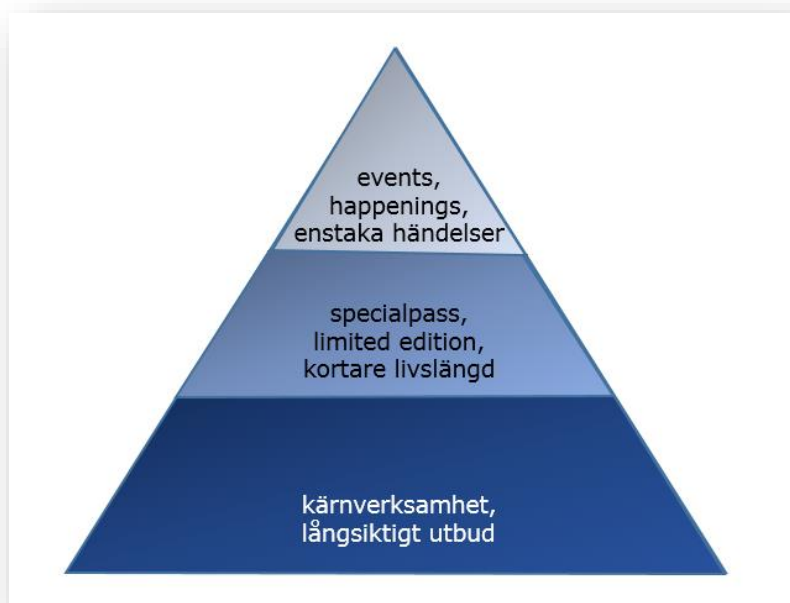 events,
happenings,
enstaka händelser
specialpass,
limited edition,
kortare livslängd
kärnverksamhet,
långsiktigt utbud